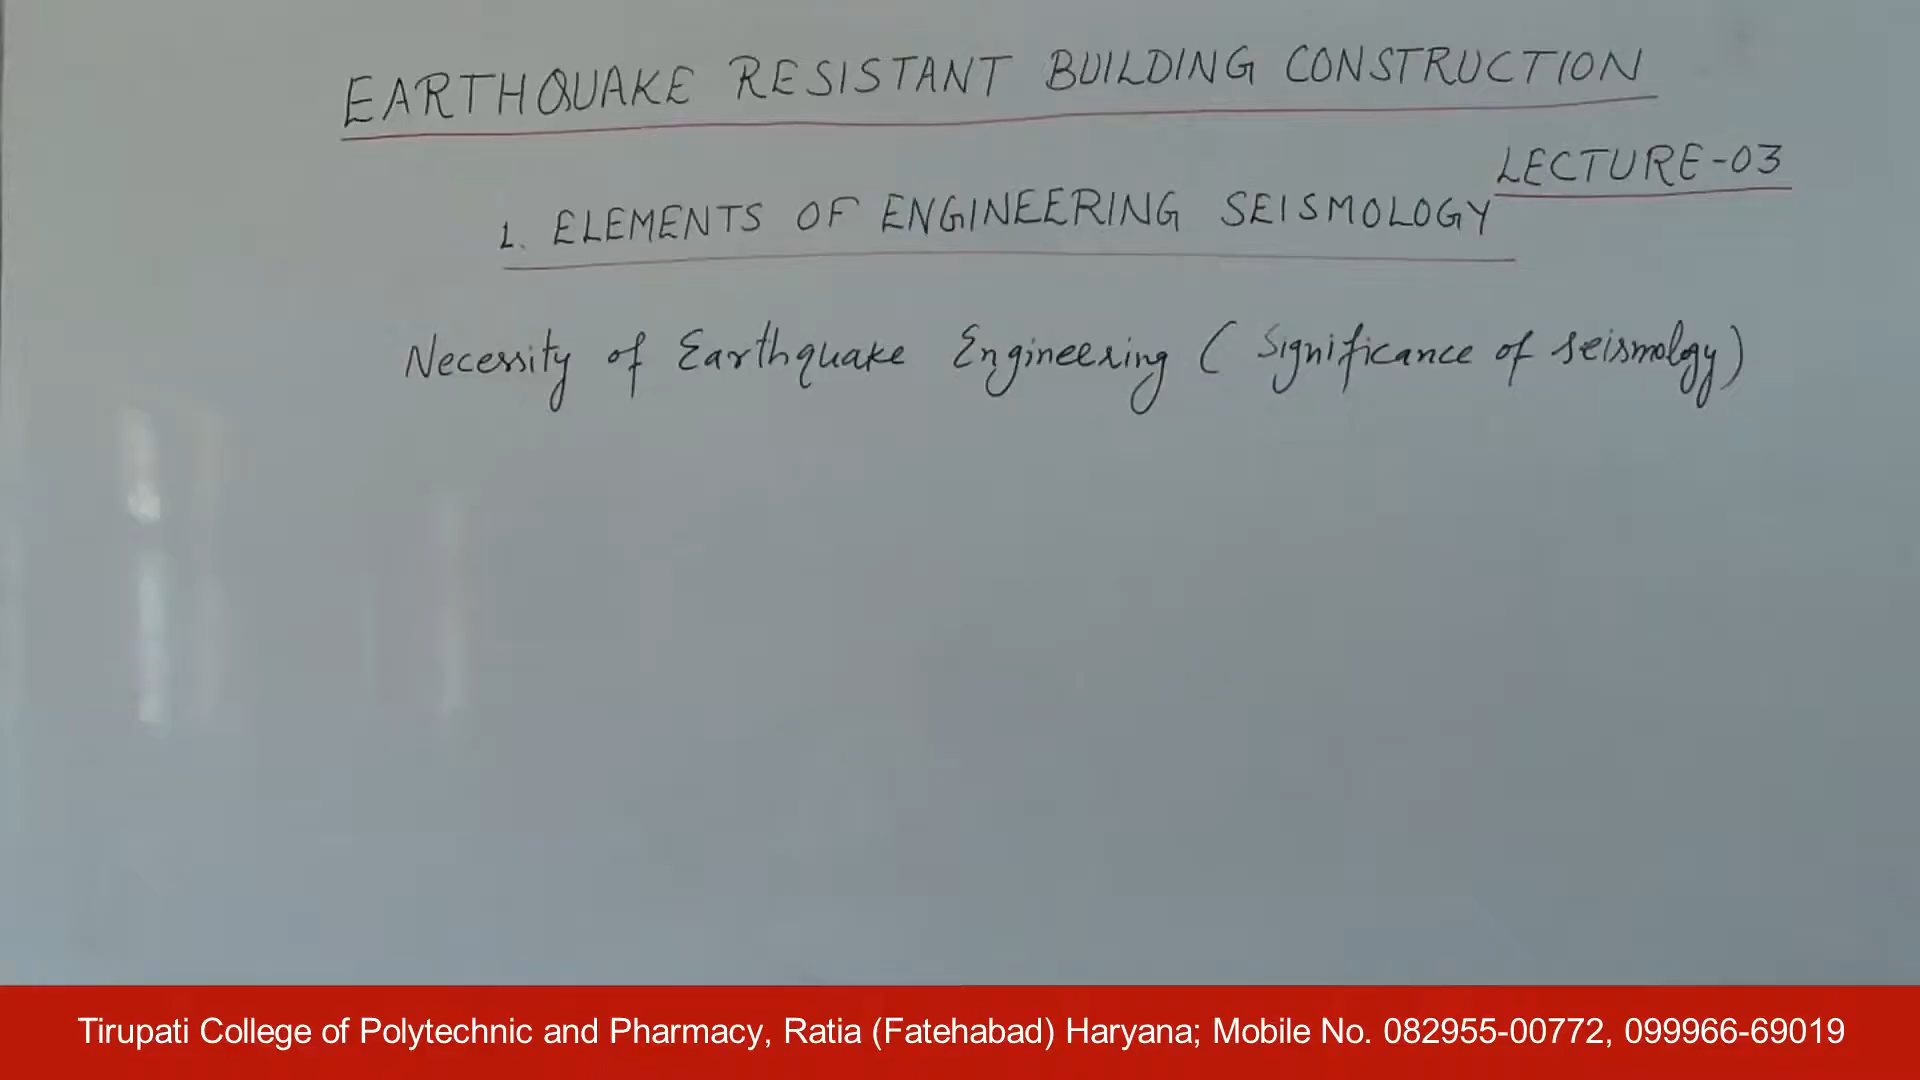 EARTHQUAKE RESISTANT BUILDING CONSTRUCTION
LECTURE-03
1. ELEMENTS OF ENGINEERING SEISMOLOGY
Necessity of Earthquake Engineering (Significance of seismology)
Tirupati College of Polytechnic and Pharmacy, Ratia (Fatehabad) Haryana; Mobile No. 082955-00772, 099966-69019